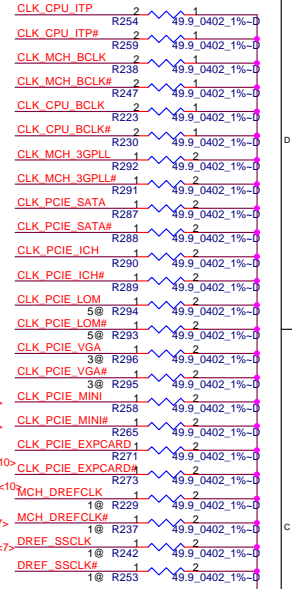 CLK_CPU_ITP 2 1
R254 49.9_0402_1%~D
CLK_CPU_ITP# 2 1
R259 49.9_0402_1%~D
CLK_MCH_BCLK 2 1
R238 49.9_0402_1%~D
CLK_MCH_BCLK# 2 1
R247 49.9_0402_1%~D
CLK_CPU_BCLK 2 1
R223 49.9_0402_1%~D
CLK_CPU_BCLK# 2 1
R230 49.9_0402_1%~D
CLK_MCH_3GPLL 1 2
R292 49.9_0402_1%~D
D
CLK_MCH_3GPLL# 1 2
R291 49.9_0402_1%~D
CLK_PCIE_SATA 1 2
R287 49.9_0402_1%~D
CLK_PCIE_SATA# 1 2
R288 49.9_0402_1%~D
CLK_PCIE_ICH 1 2
R290 49.9_0402_1%~D
CLK_PCIE_ICH# 1 2
R289 49.9_0402_1%~D
CLK_PCIE_LOM 1 2
5@ R294 49.9_0402_1%~D
CLK_PCIE_LOM# 1 2
5@ R293 49.9_0402_1%~D
CLK_PCIE_VGA 1 2
3@ R296 49.9_0402_1%~D
CLK_PCIE_VGA# 1 2
3@ R295 49.9_0402_1%~D
CLK_PCIE_MINI 1 2
R258 49.9_0402_1%~D
CLK_PCIE_MINI# 1 2
R265 49.9_0402_1%~D
CLK_PCIE_EXPCARD 1 2
R271 49.9_0402_1%~D
10> CLK_PCIE_EXPCARD# 1 2
R273 49.9_0402_1%~D
<10> MCH_DREFCLK 1 2
1@ R229 49.9_0402_1%~D
7> MCH_DREFCLK# 1 2
1@ R237 49.9_0402_1%~D
C
<7> DREF_SSCLK 1 2
1@ R242 49.9_0402_1%~D
DREF_SSCLK# 1 2
1@ R253 49.9_0402_1%~D